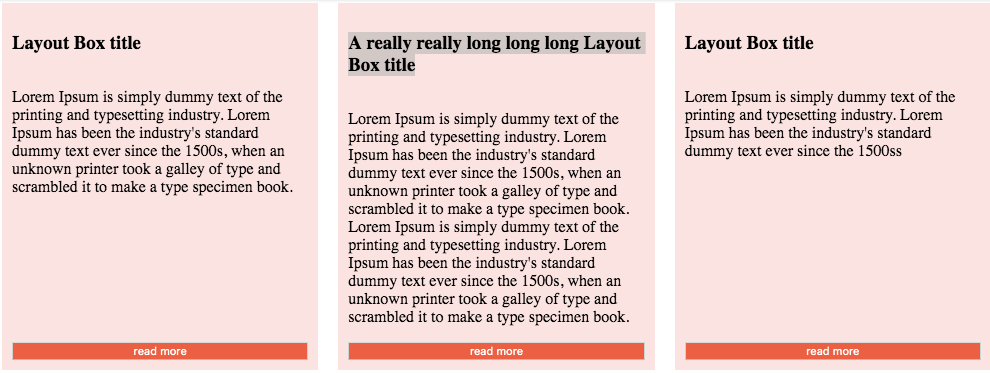 Layout Box title
Lorem Ipsum is simply dummy text of the
printing and typesetting industry. Lorem
Ipsum has been the industry's standard
dummy text ever since the 1500s, when an
unknown printer took a galley of type and
scrambled it to make a type specimen book.
read more
A really really long long long Layout
Box title
Lorem Ipsum is simply dummy text of the
printing and typesetting industry. Lorem
Ipsum has been the industry's standard
dummy text ever since the 1500s, when an
unknown printer took a galley of type and
scrambled it to make a type specimen book.
Lorem Ipsum is simply dummy text of the
printing and typesetting industry. Lorem
Ipsum has been the industry's standard
dummy text ever since the 1500s, when an
unknown printer took a galley of type and
scrambled it to make a type specimen book.
read more
Layout Box title
Lorem Ipsum is simply dummy text of the
printing and typesetting industry. Lorem
Ipsum has been the industry's standard
dummy text ever since the 1500ss
read more